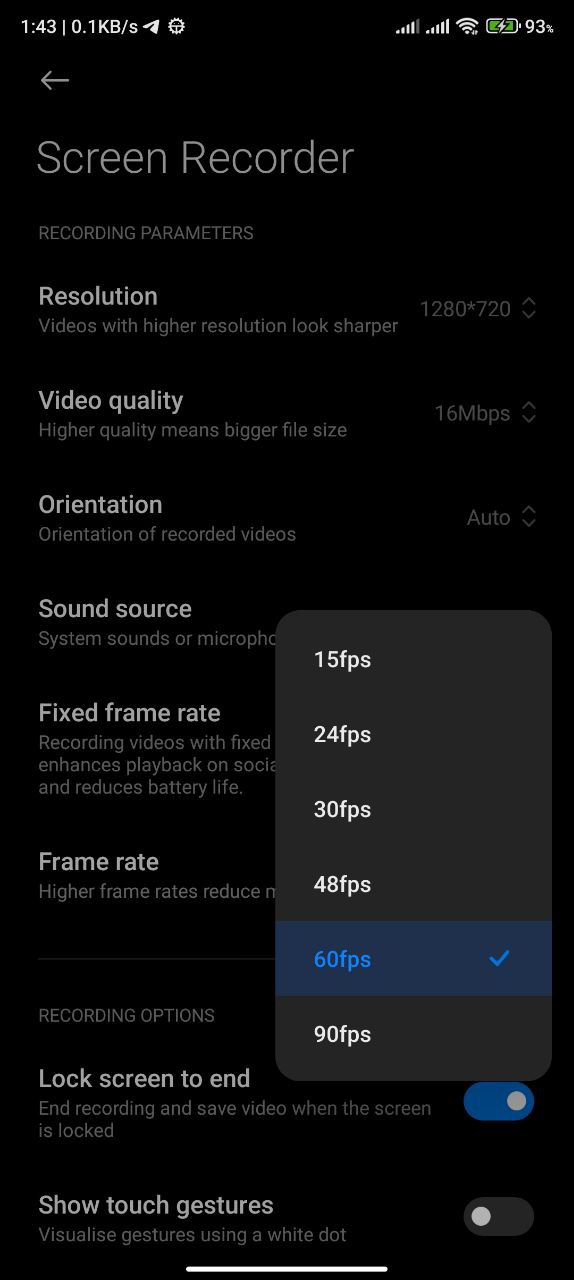 1:43 | 0.1KB/s 93%
Screen Recorder
RECORDING PARAMETERS
Resolution
Videos with higher resolution look sharper
1280*720
Video quality
Higher quality means bigger file size
16Mbps
Orientation
Orientation of recorded videos
Auto
Sound source
System sounds or micropho
Fixed frame rate
Recording videos with fixed
enhances playback on socia
and reduces battery life.
Frame rate
Higher frame rates reduce
15fps
24fps
30fps
48fps
60fps
90fps
RECORDING OPTIONS
Lock screen to end
End recording and save video when the screen
is locked
Show touch gestures
Visualise gestures using a white dot